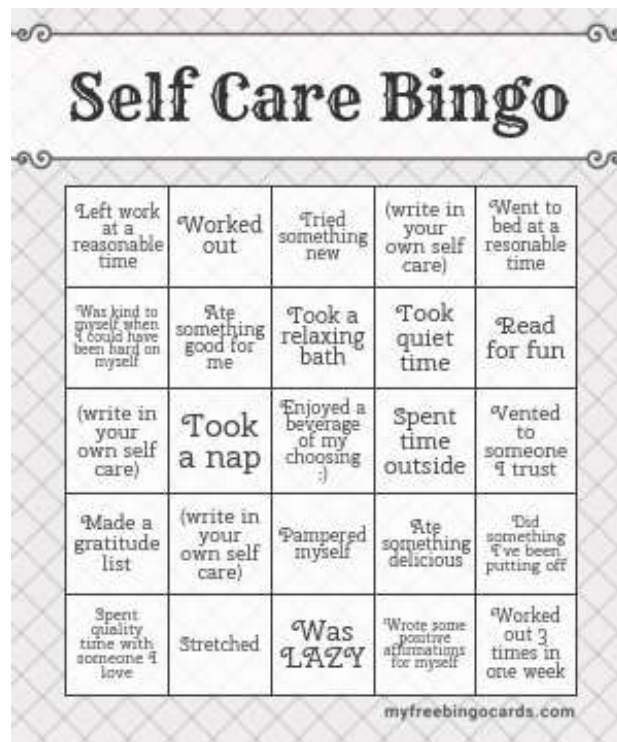 Self Care Bingo
Left work
at a
reasonable
time
Worked
out
Tried
something
new
(write in
your
own self
care)
Went to
bed at a
resonable
time
Was kind to
myself when
I could have
been hard on
myself
Ate
something
good for
me
Took a
relaxing
bath
Took
quiet
time
Read
for fun
(write in
your
own self
care)
Took
a nap
Enjoyed a
beverage
of my
choosing
:)
Spent
time
outside
Vented
to
someone
I trust
Made a
gratitude
list
(write in
your
own self
care)
Pampered
myself
Ate
something
delicious
Did
something
I've been
putting off
Spent
quality
time with
someone I
love
Stretched
Was
LAZY
Wrote some
positive
affirmations
for myself
Worked
out 3
times in
one week
myfreebingocards.com